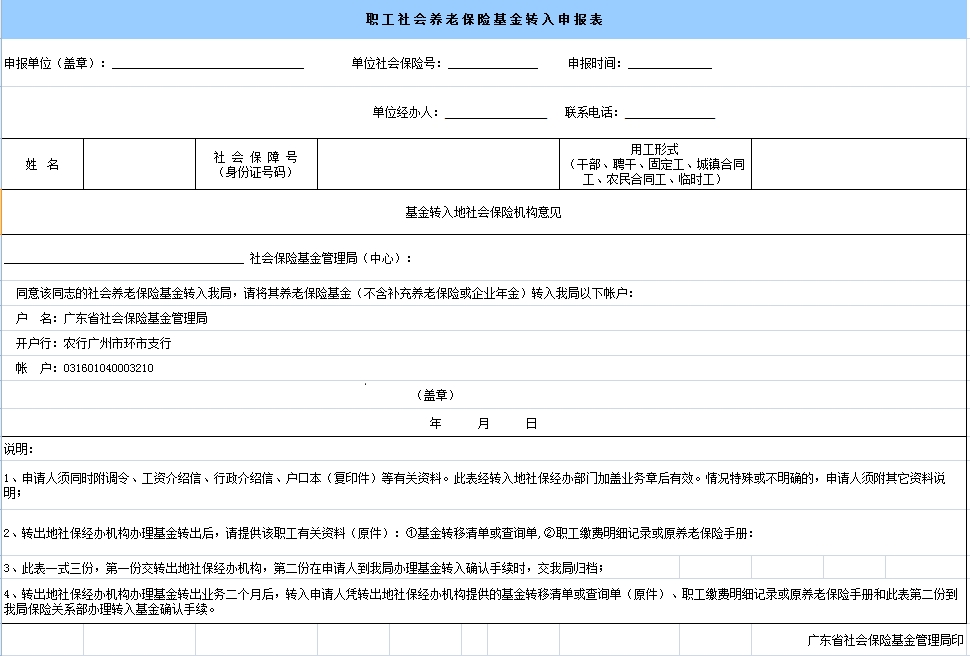 职工社会养老保险基金转入申报表
申报单位（盖章）：________________ 单位社会保险号：________ 申报时间：________
单位经办人：________ 联系电话：________
姓 名 社 会 保 障 号 用工形式
（身份证号码） （干部、聘干、固定工、城镇合同
工、农民合同工、临时工）
基金转入地社会保险机构意见
____________________ 社会保险基金管理局（中心）：
同意该同志的社会养老保险基金转入我局，请将其养老保险基金（不含补充养老保险或企业年金）转入我局以下帐户：
户 名：广东省社会保险基金管理局
开户行：农行广州市环市支行
帐 户：031601040003210
（盖章）
年 月 日
说明：
1、申请人须同时附调令、工资介绍信、行政介绍信、户口本（复印件）等有关资料。此表经转入地社保经办部门加盖业务章后有效。情况特殊或不明确的，申请人须附其它资料说
明；
2、转出地社保经办机构办理基金转出后，请提供该职工有关资料（原件）：①基金转移清单或查询单,②职工缴费明细记录或原养老保险手册：
3、此表一式三份，第一份交转出地社保经办机构，第二份在申请人到我局办理基金转入确认手续时，交我局归档；
4、转出地社保经办机构办理基金转出业务二个月后，转入申请人凭转出地社保经办机构提供的基金转移清单或查询单（原件）、职工缴费明细记录或原养老保险手册和此表第二份到
我局保险关系部办理转入基金确认手续。
广东省社会保险基金管理局印